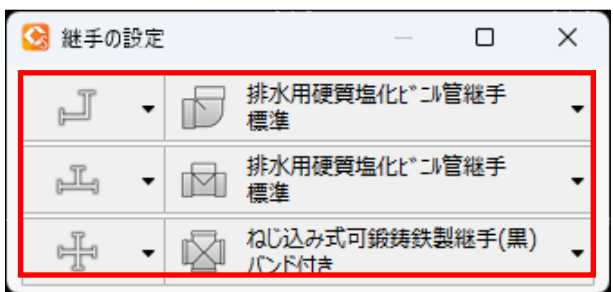 継手の設定
排水用硬質塩化ﾋﾞﾆﾙ管継手
標準
排水用硬質塩化ﾋﾞﾆﾙ管継手
標準
ねじ込み式可鍛鋳鉄製継手(黒)
バンド付き